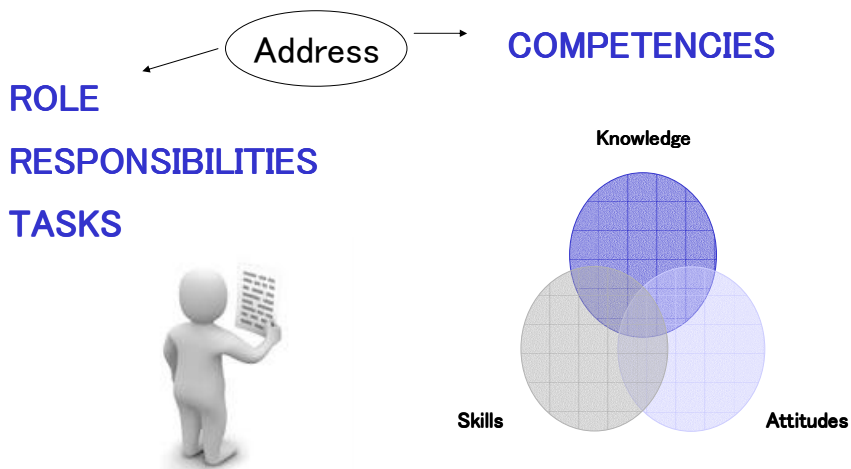 Address
COMPETENCIES
ROLE
RESPONSIBILITIES
TASKS
Knowledge
Skills
Attitudes